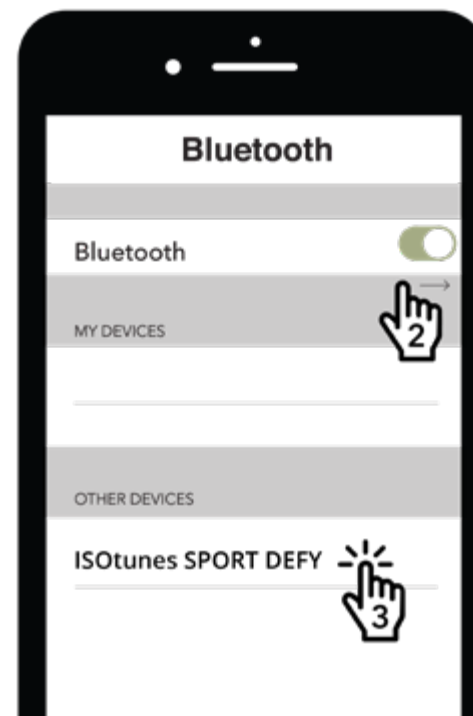 Bluetooth
Bluetooth
2
MY DEVICES
OTHER DEVICES
ISOtunes SPORT DEFY
3